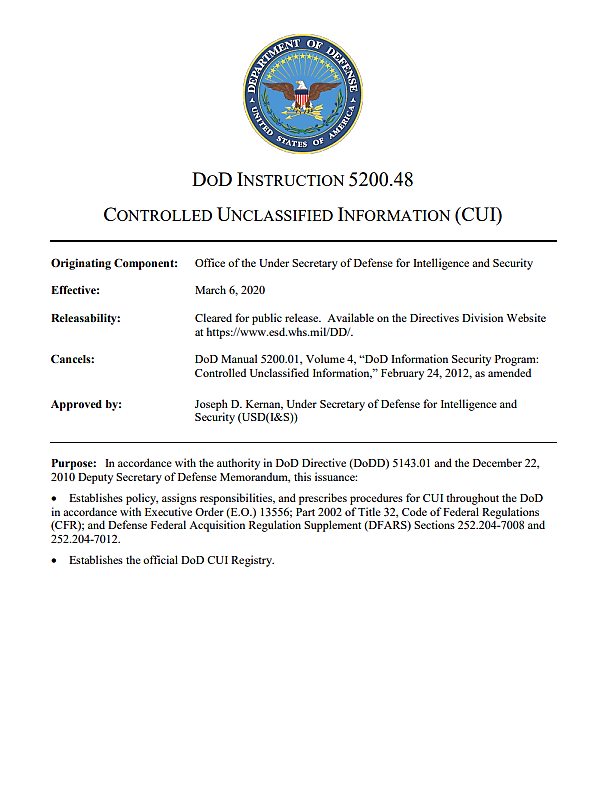 DEPARTMENT OF DEFENSE
UNITED STATES OF AMERICA
DOD INSTRUCTION 5200.48
CONTROLLED UNCLASSIFIED INFORMATION (CUI)
Originating Component: Office of the Under Secretary of Defense for Intelligence and Security
Effective: March 6, 2020
Releasability: Cleared for public release. Available on the Directives Division Website
at https://www.esd.whs.mil/DD/.
Cancels: DoD Manual 5200.01, Volume 4, “DoD Information Security Program:
Controlled Unclassified Information,” February 24, 2012, as amended
Approved by: Joseph D. Kernan, Under Secretary of Defense for Intelligence and
Security (USD(I&S))
Purpose: In accordance with the authority in DoD Directive (DoDD) 5143.01 and the December 22,
2010 Deputy Secretary of Defense Memorandum, this issuance:
• Establishes policy, assigns responsibilities, and prescribes procedures for CUI throughout the DoD
in accordance with Executive Order (E.O.) 13556; Part 2002 of Title 32, Code of Federal Regulations
(CFR); and Defense Federal Acquisition Regulation Supplement (DFARS) Sections 252.204-7008 and
252.204-7012.
• Establishes the official DoD CUI Registry.